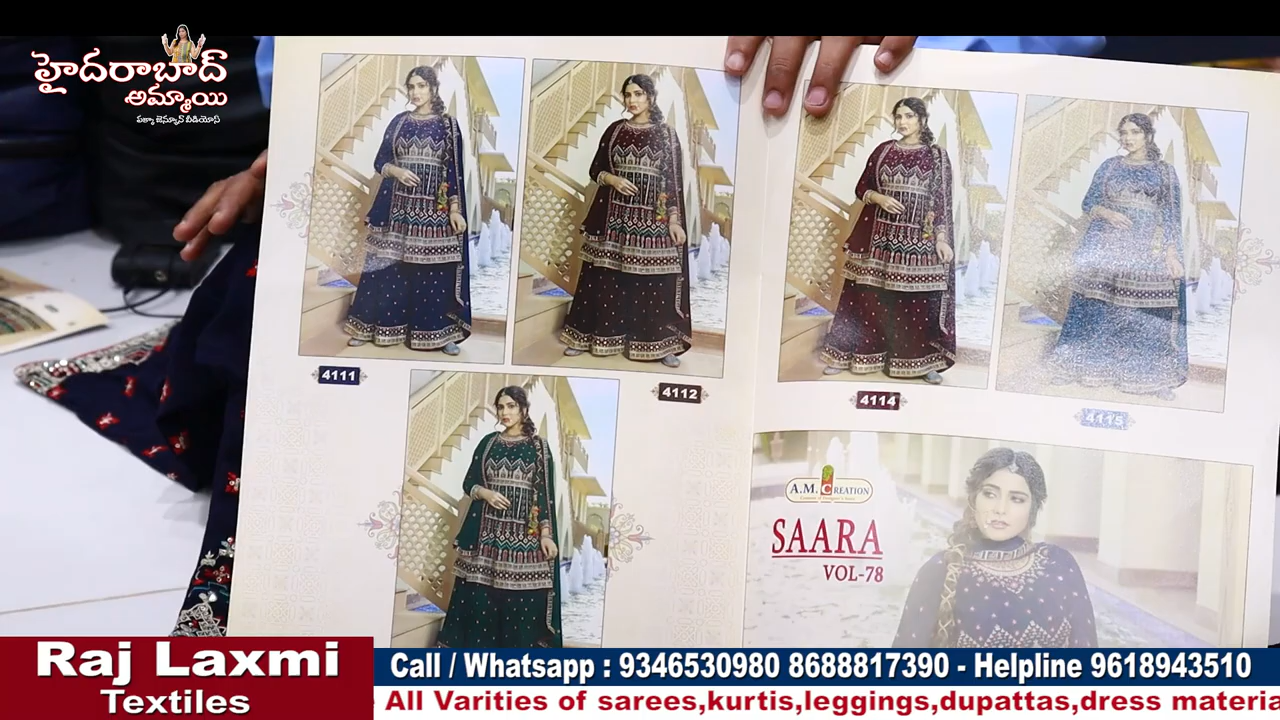 హైదరాబాద్
అమ్మాయి
పక్కా జెన్యూన్ వీడియోస్
4111
4112
4114
4115
A.M. CREATION
SAARA
VOL-78
Raj Laxmi
Textiles
Call / Whatsapp : 9346530980 8688817390 - Helpline 9618943510
All Varities of sarees,kurtis,leggings,dupattas,dress materia